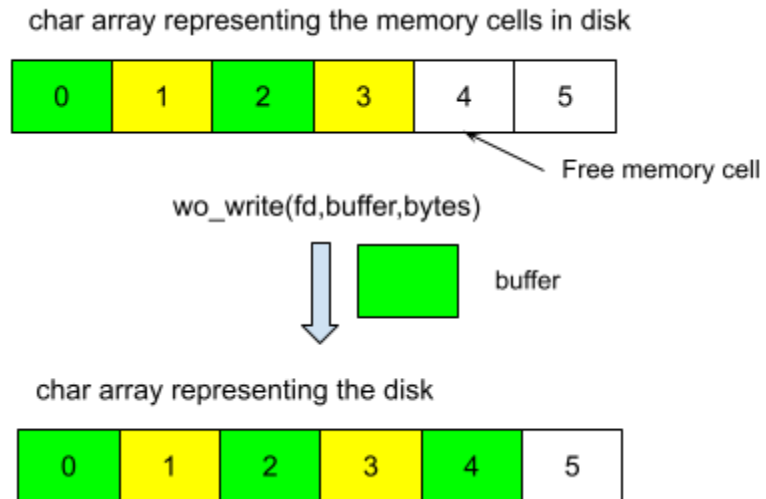 char array representing the memory cells in disk
0 1 2 3 4 5
Free memory cell
wo_write(fd,buffer,bytes)
buffer
char array representing the disk
0 1 2 3 4 5